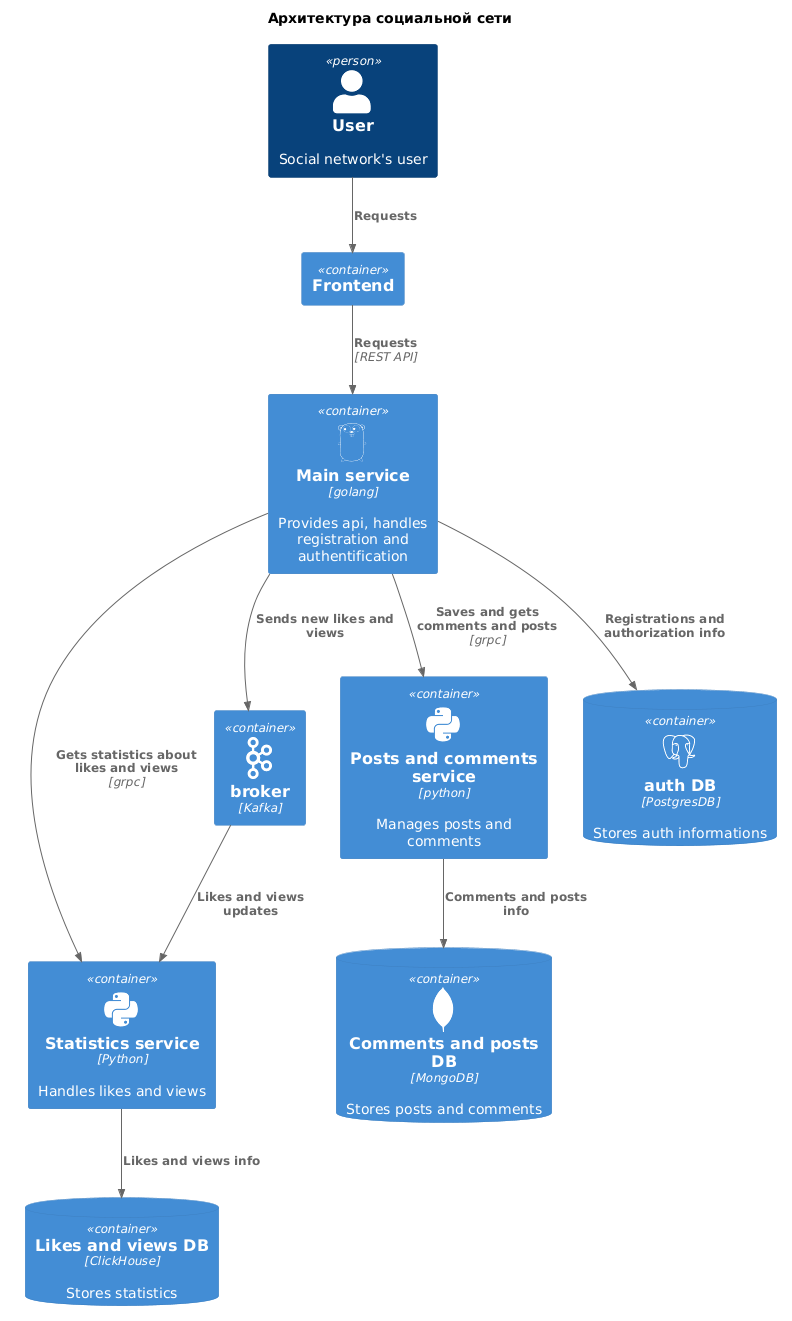 Архитектура социальной сети
«person»
User
Social network's user
Requests
«container»
Frontend
Requests
[REST API]
«container»
Main service
[golang]
Provides api, handles
registration and
authentification
Sends new likes and
views
Saves and gets
comments and posts
[grpc]
Registrations and
authorization info
Gets statistics about
likes and views
[grpc]
«container»
broker
[Kafka]
«container»
Posts and comments
service
[python]
Manages posts and
comments
«container»
auth DB
[PostgresDB]
Stores auth informations
Likes and views
updates
Comments and posts
info
«container»
Statistics service
[Python]
Handles likes and views
«container»
Comments and posts
DB
[MongoDB]
Stores posts and comments
Likes and views info
«container»
Likes and views DB
[ClickHouse]
Stores statistics